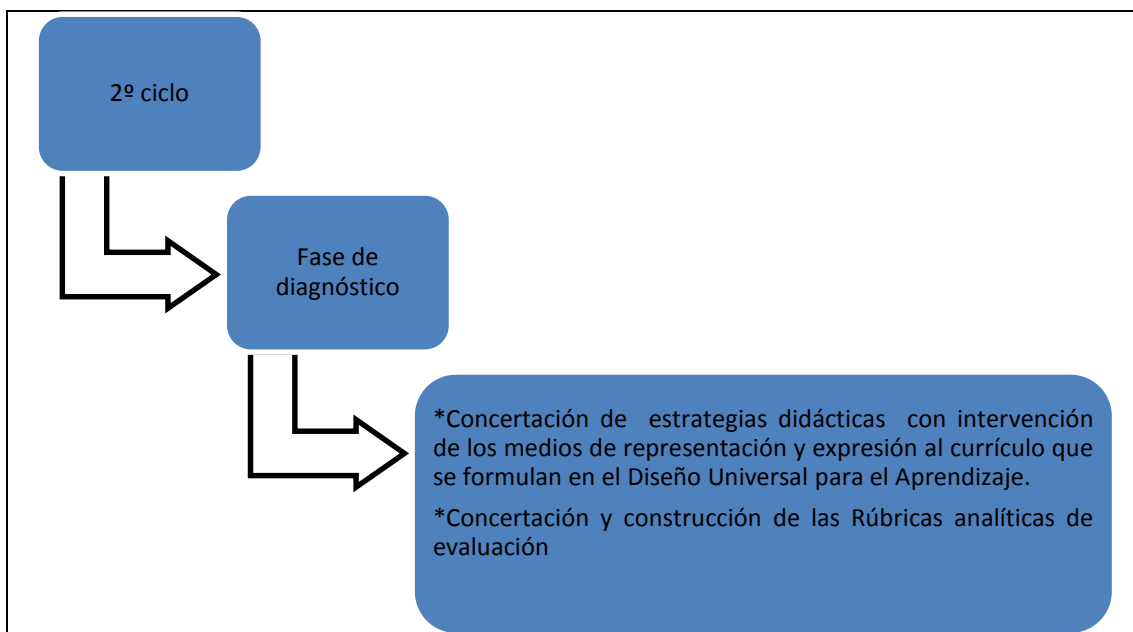 2º ciclo
Fase de
diagnóstico
*Concertación de estrategias didácticas con intervención
de los medios de representación y expresión al currículo que
se formulan en el Diseño Universal para el Aprendizaje.
*Concertación y construcción de las Rúbricas analíticas de
evaluación